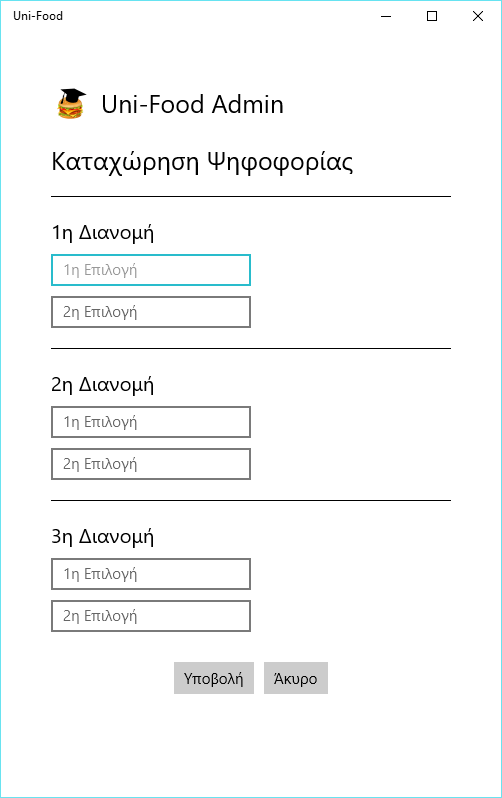 Uni-Food
Uni-Food Admin
Καταχώρηση Ψηφοφορίας
1η Διανομή
1η Επιλογή
2η Επιλογή
2η Διανομή
1η Επιλογή
2η Επιλογή
3η Διανομή
1η Επιλογή
2η Επιλογή
Υποβολή Άκυρο